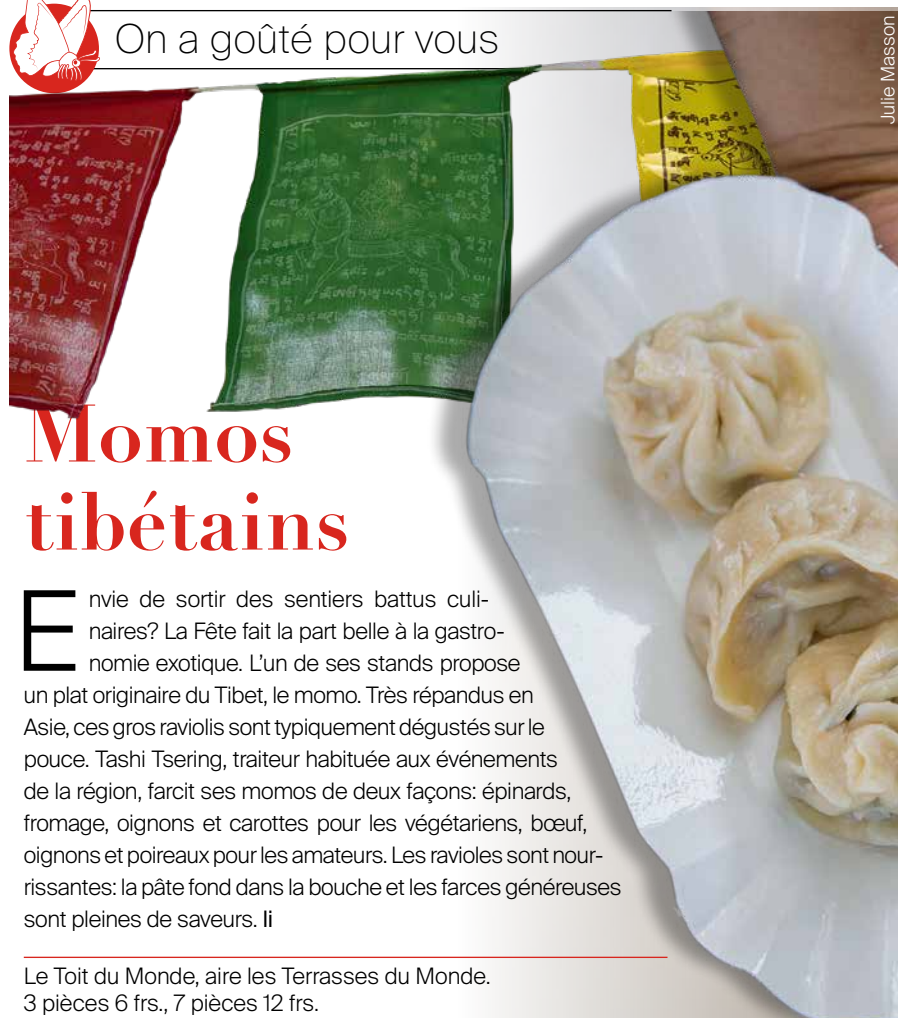 On a goûté pour vous
Julie Masson
Momos
tibétains
Envie de sortir des sentiers battus culi-
naires? La Fête fait la part belle à la gastro-
nomie exotique. L'un de ses stands propose
un plat originaire du Tibet, le momo. Très répandus en
Asie, ces gros raviolis sont typiquement dégustés sur le
pouce. Tashi Tsering, traiteur habituée aux événements
de la région, farcit ses momos de deux façons: épinards,
fromage, oignons et carottes pour les végétariens, bœuf,
oignons et poireaux pour les amateurs. Les ravioles sont nour-
rissantes: la pâte fond dans la bouche et les farces généreuses
sont pleines de saveurs. li
Le Toit du Monde, aire les Terrasses du Monde.
3 pièces 6 frs., 7 pièces 12 frs.